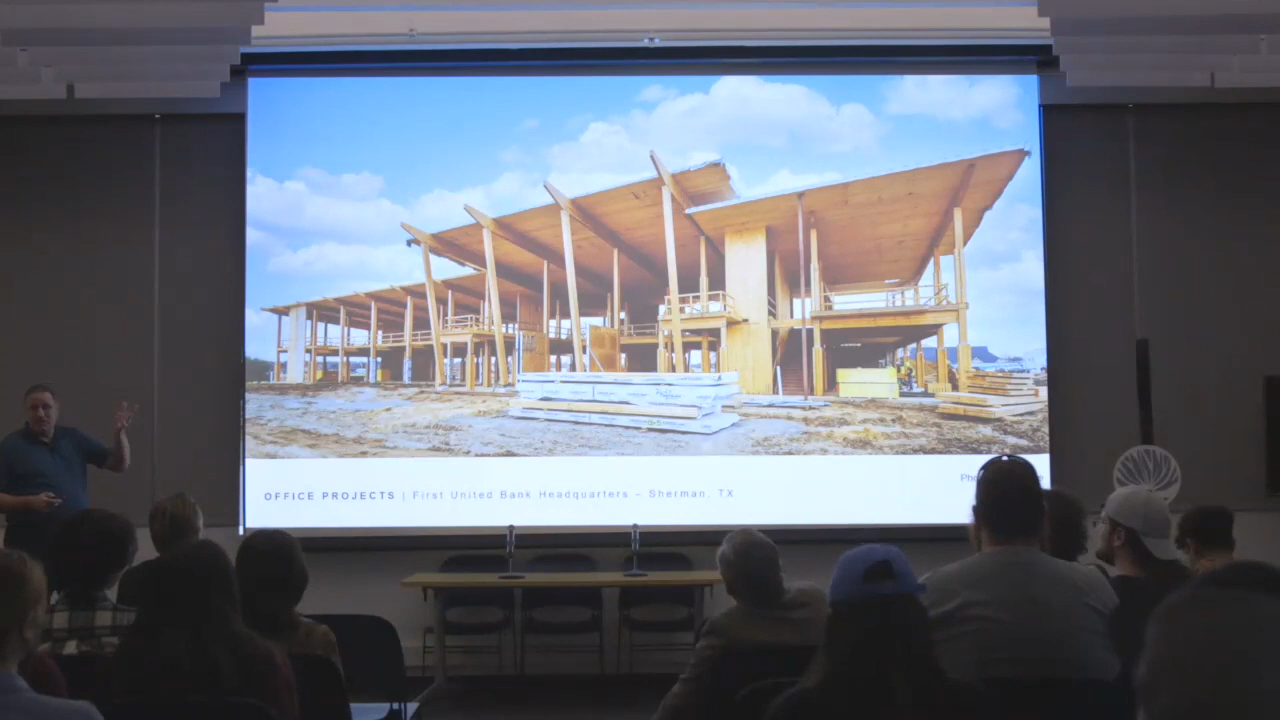 OFFICE PROJECTS | First United Bank Headquarters – Sherman, TX